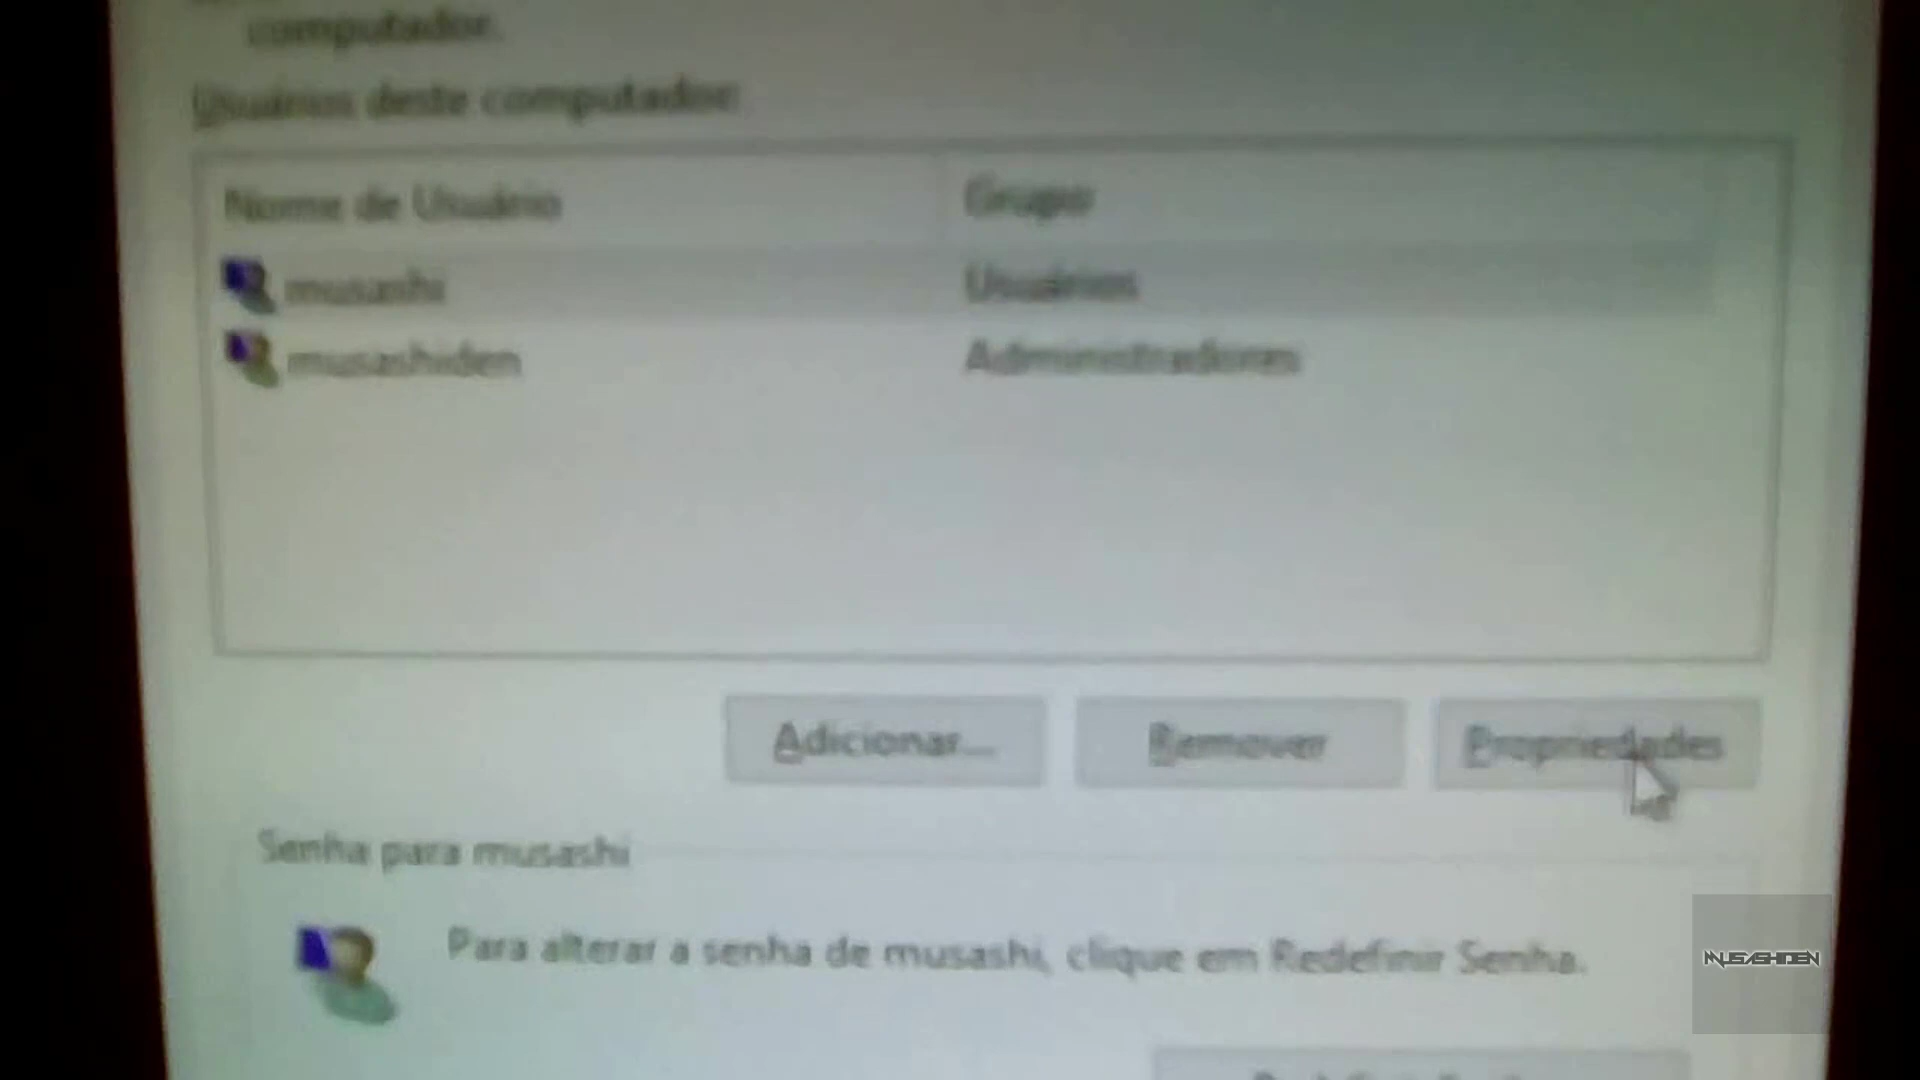 computador.
Usuários deste computador:
Nome de Usuário Grupo
musashi Usuários
musashiden Administradores
Adicionar... Remover Propriedades
Senha para musashi
Para alterar a senha de musashi, clique em Redefinir Senha.
MUSASHIDEN